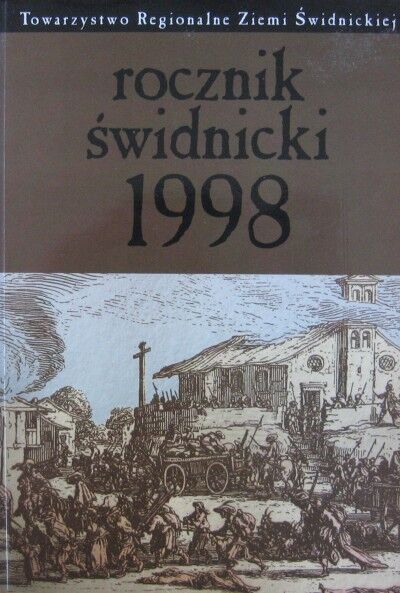 Towarzystwo Regionalne Ziemi Świdnickiej
rocznik
świdnicki
1998